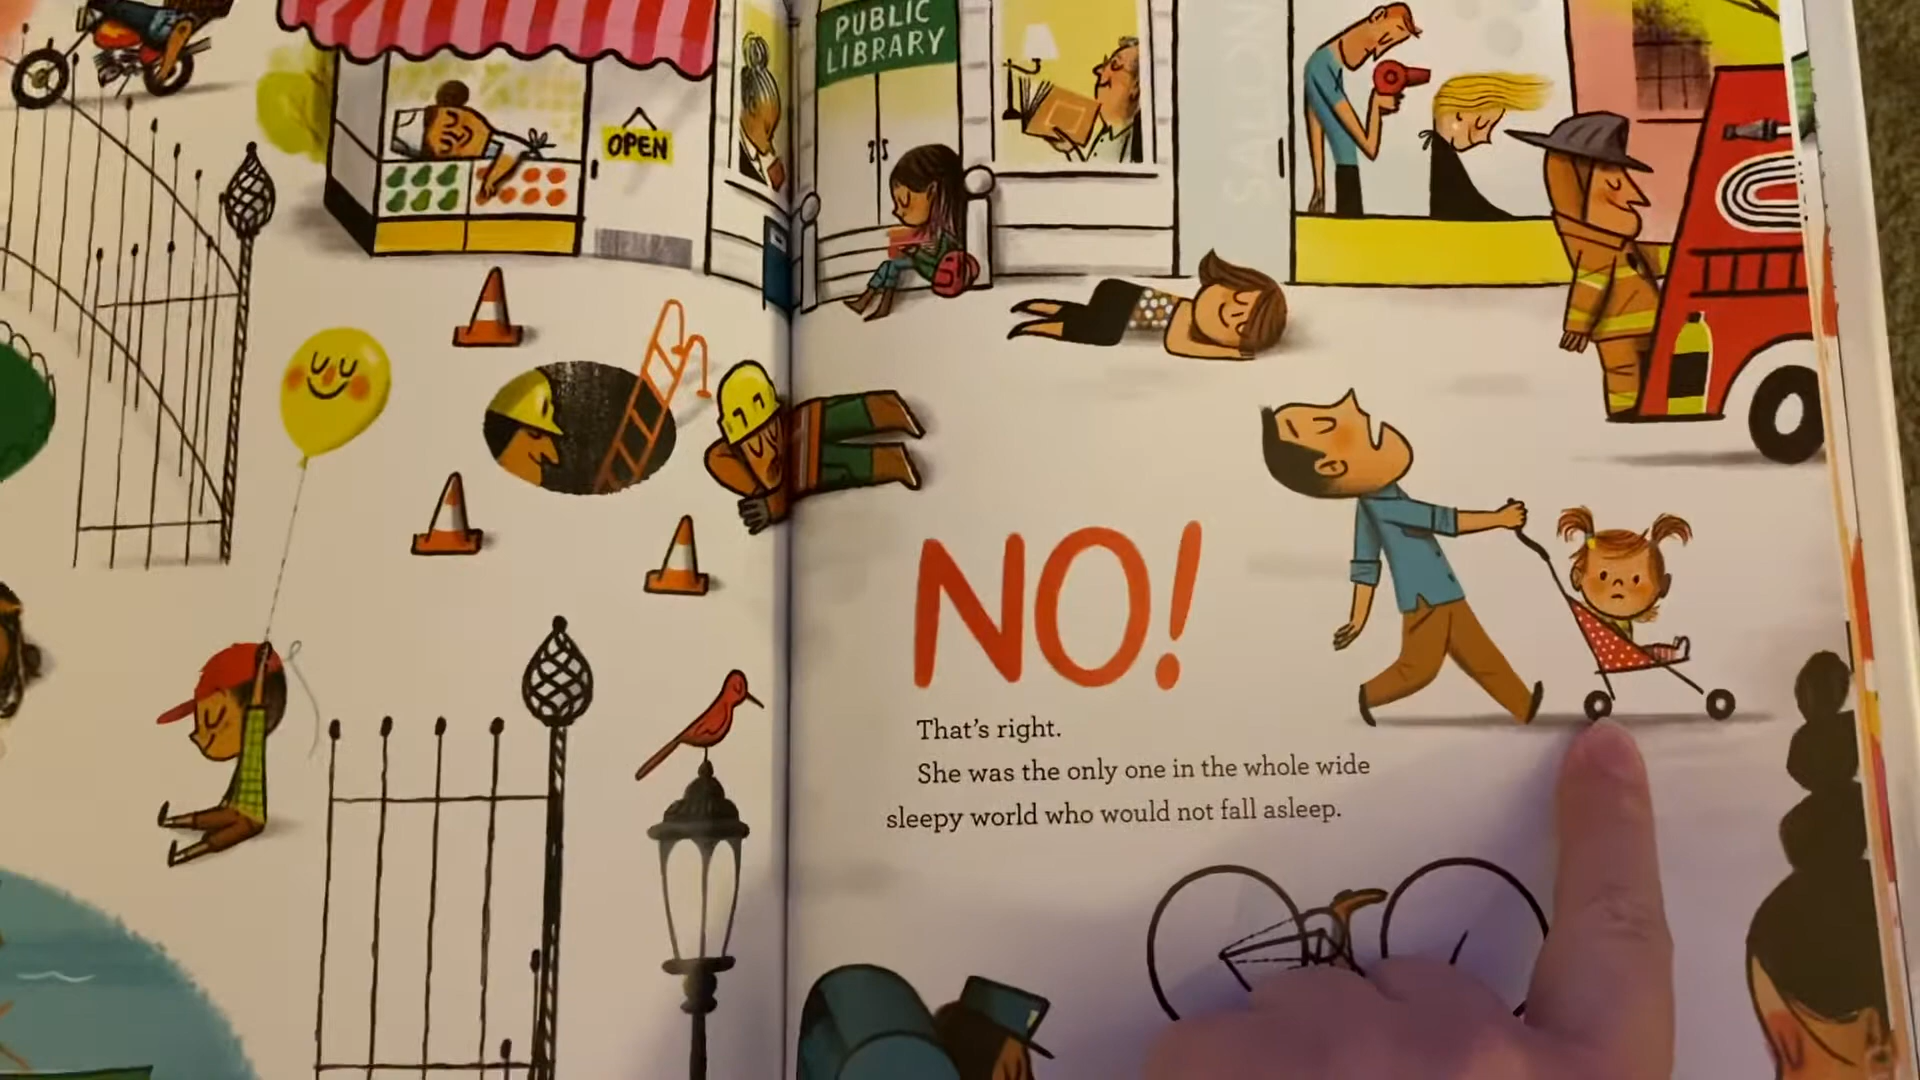 PUBLIC
LIBRARY
OPEN
SALON
NO!
That's right.
She was the only one in the whole wide
sleepy world who would not fall asleep.